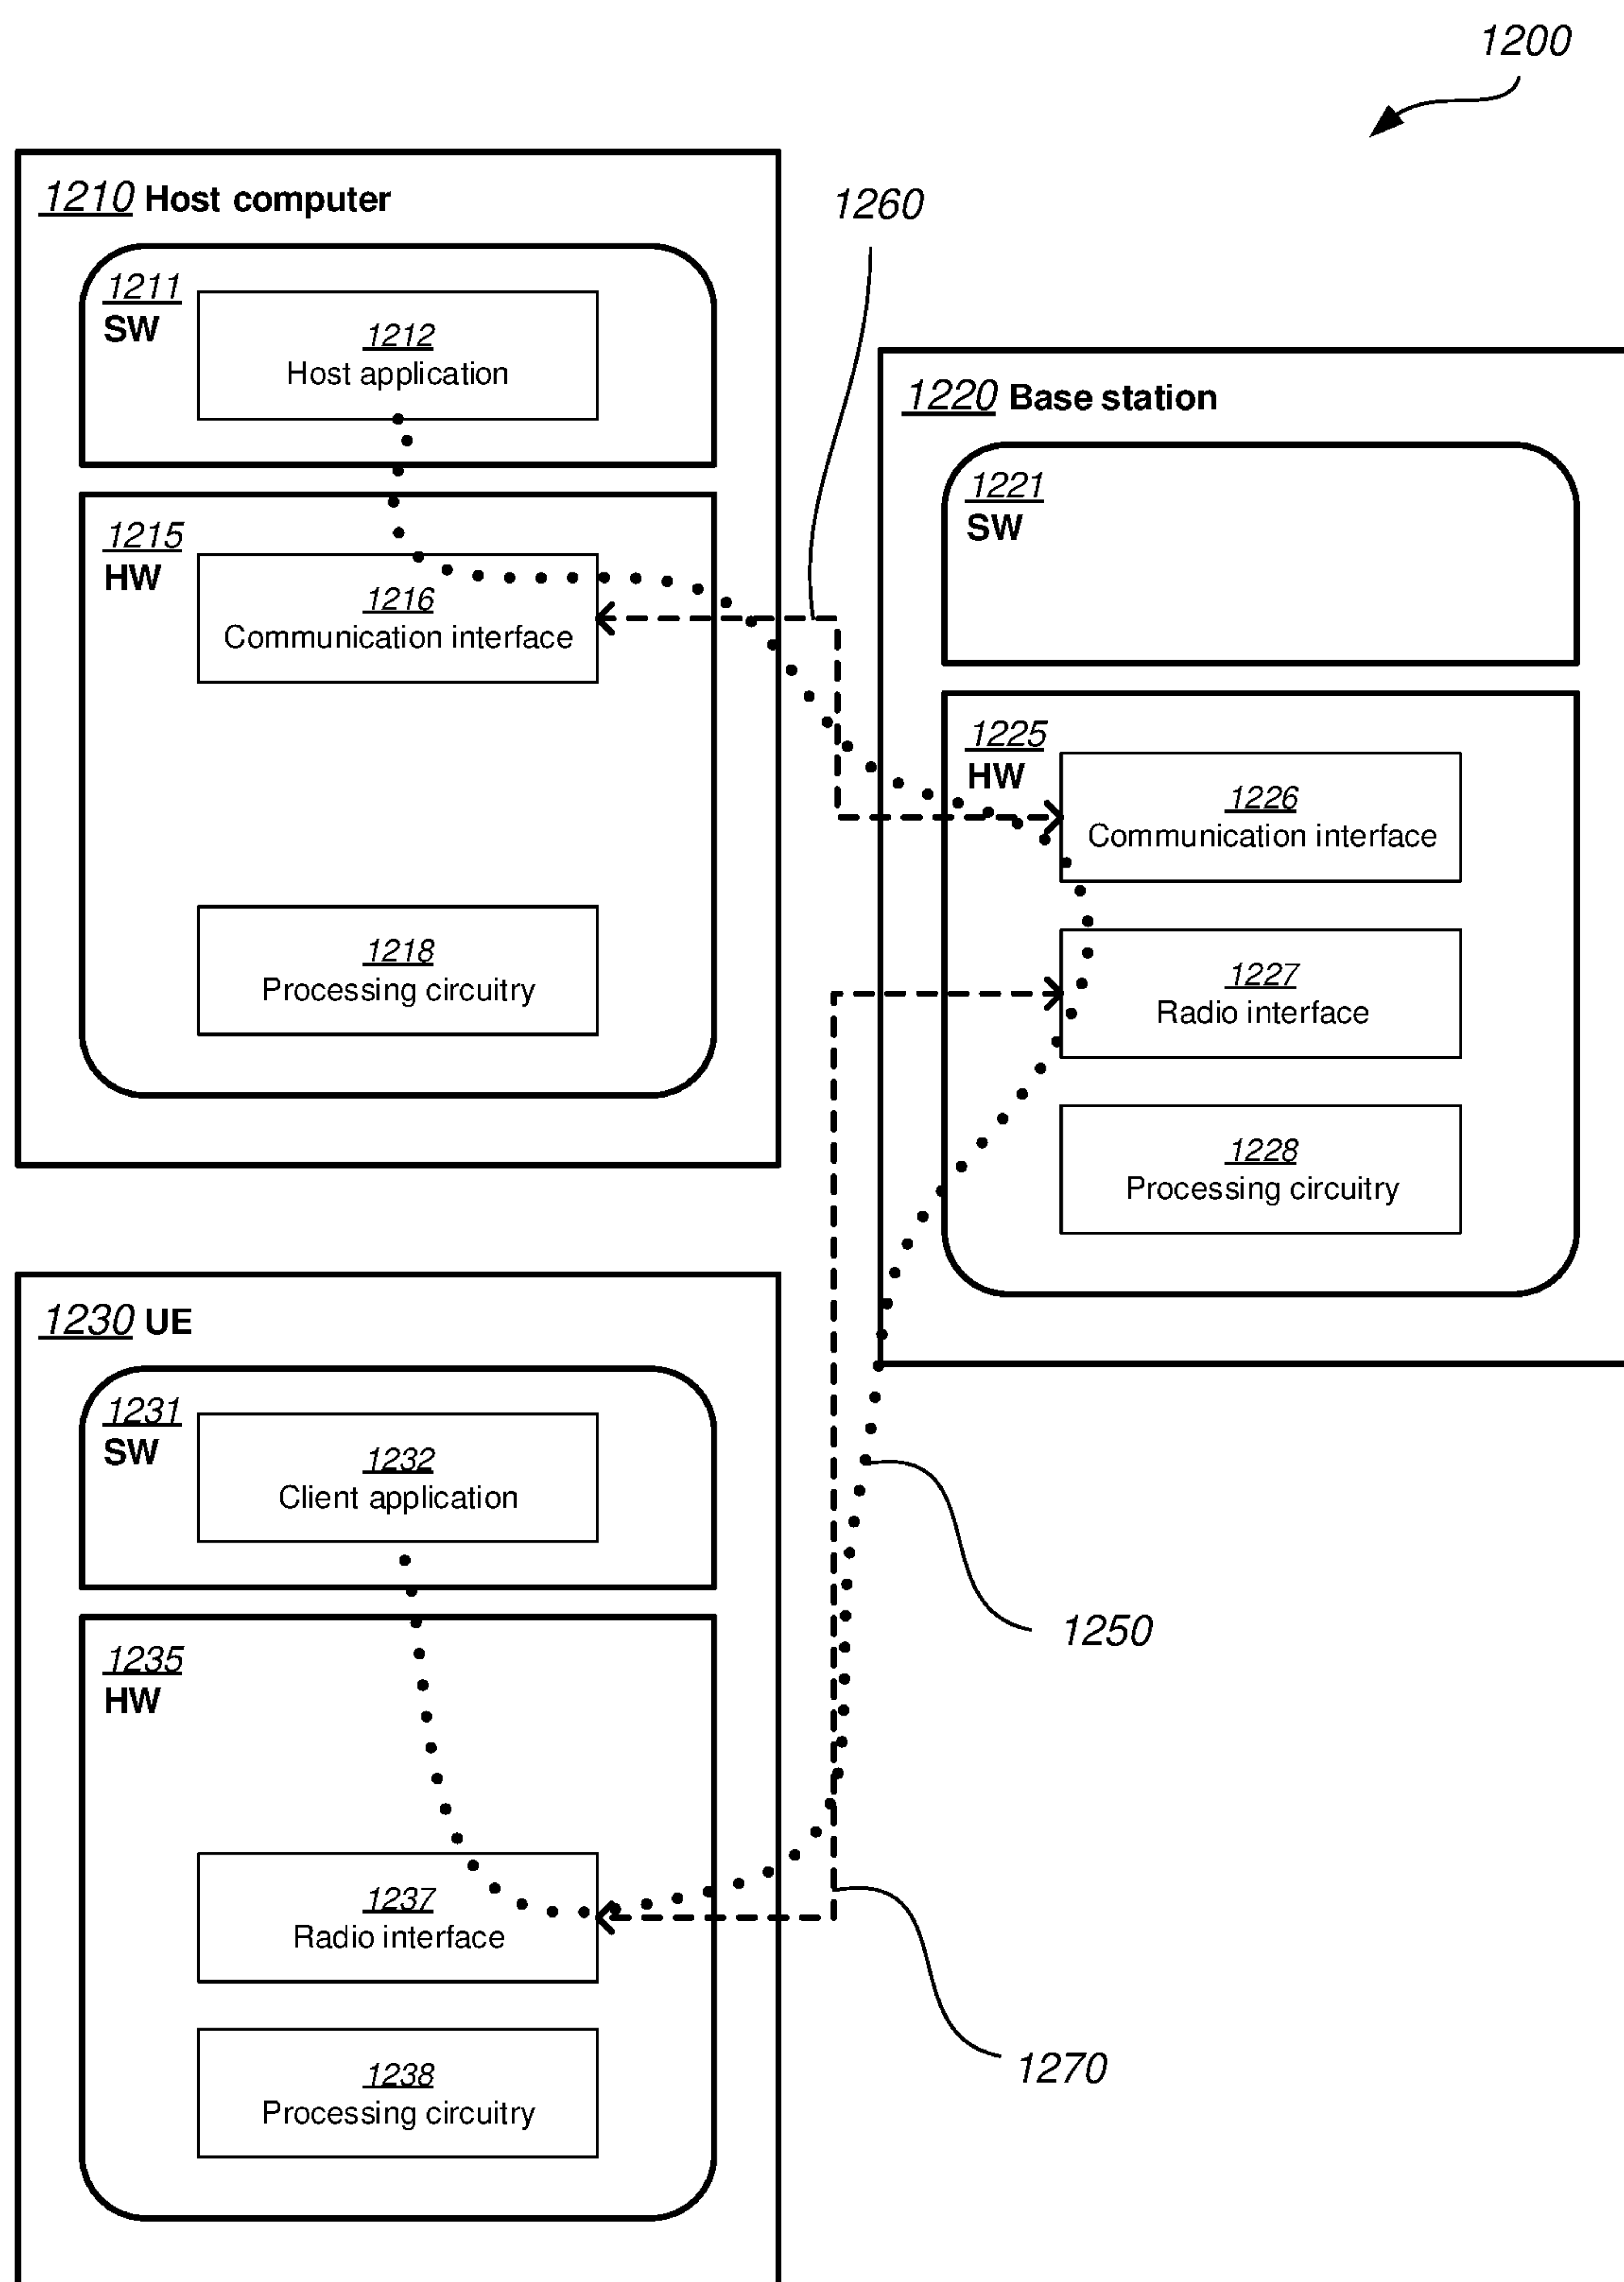 1200
1210 Host computer
1211
SW
1212
Host application
1215
HW
1216
Communication interface
1218
Processing circuitry
1260
1220 Base station
1221
SW
1225
HW
1226
Communication interface
1227
Radio interface
1228
Processing circuitry
1230 UE
1231
SW
1232
Client application
1235
HW
1237
Radio interface
1238
Processing circuitry
1250
1270